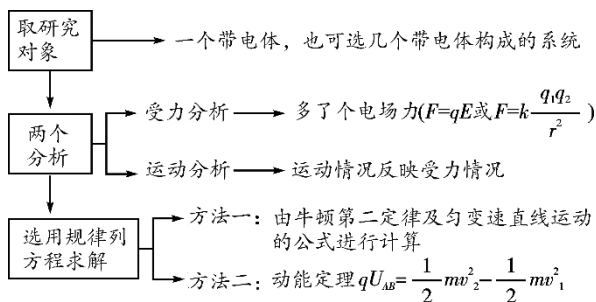 取研究
对象
一个带电体，也可选几个带电体构成的系统
两个
分析
受力分析
多了个电场力(F=qE或F=k q₁q₂/r²)
运动分析
运动情况反映受力情况
选用规律列
方程求解
方法一：由牛顿第二定律及匀变速直线运动
的公式进行计算
方法二：动能定理qU_AB=1/2 mv²₂-1/2 mv²₁